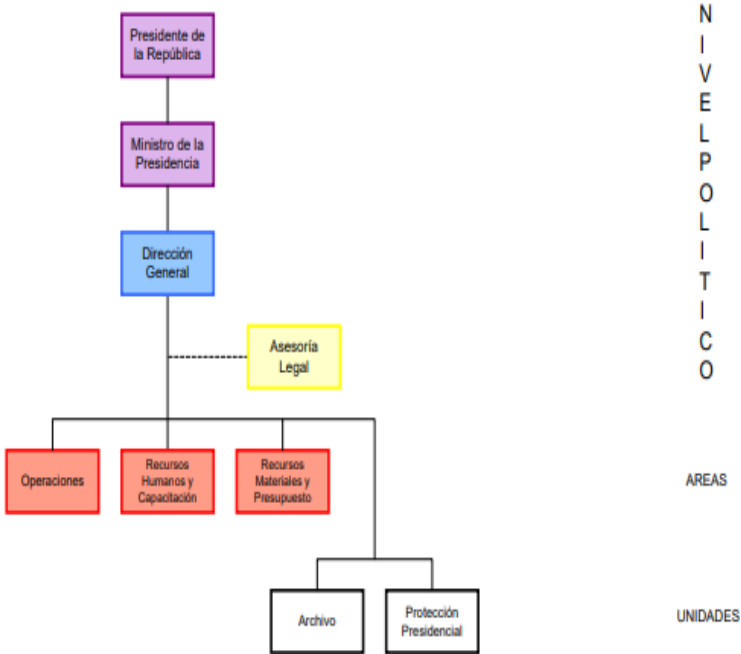 Presidente de
la República
Ministro de la
Presidencia
Dirección
General
Asesoría
Legal
Operaciones
Recursos
Humanos y
Capacitación
Recursos
Materiales y
Presupuesto
Archivo
Protección
Presidencial
N
I
V
E
L
P
O
L
I
T
I
C
O
AREAS
UNIDADES